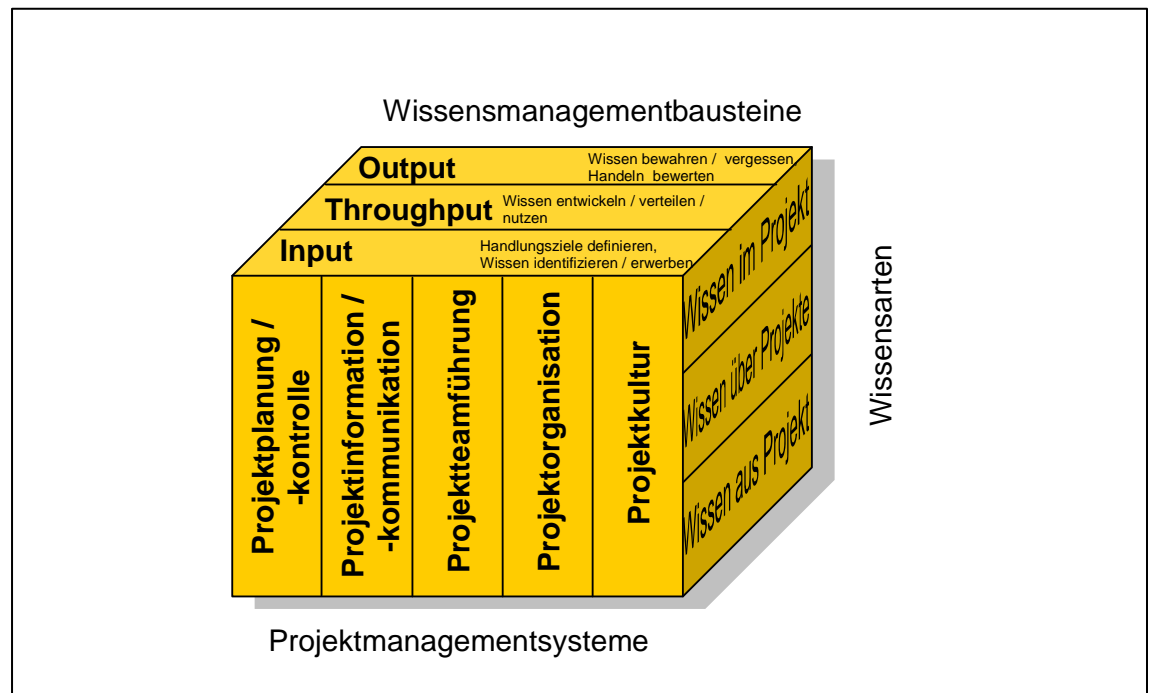 Wissensmanagementbausteine
Output
Wissen bewahren / vergessen,
Handeln bewerten
Throughput
Wissen entwickeln / verteilen /
nutzen
Input
Handlungsziele definieren,
Wissen identifizieren / erwerben
Projektplanung /
-kontrolle
Projektinformation /
-kommunikation
Projektteamführung
Projektorganisation
Projektkultur
Wissen im Projekt
Wissen über Projekte
Wissen aus Projekt
Wissensarten
Projektmanagementsysteme